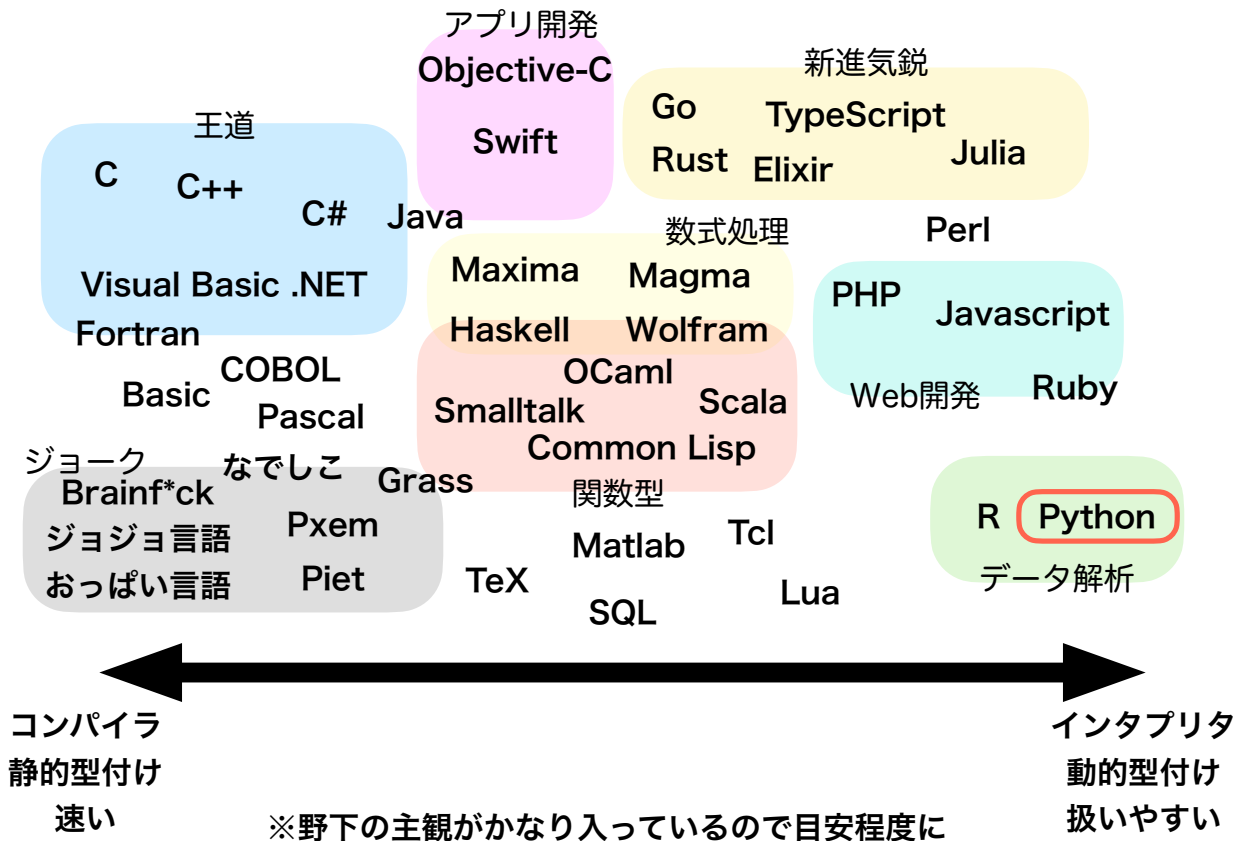 アプリ開発
Objective-C
Swift
新進気鋭
Go
TypeScript
Rust
Elixir
Julia
王道
C
C++
C#
Java
Visual Basic .NET
Fortran
数式処理
Maxima
Magma
Haskell
Wolfram
Perl
PHP
Javascript
Web開発
Ruby
COBOL
Basic
Pascal
OCaml
Smalltalk
Scala
Common Lisp
関数型
ジョーク
なでしこ
Grass
Brainf*ck
ジョジョ言語
Pxem
おっぱい言語
Piet
Matlab
Tcl
TeX
SQL
Lua
R
Python
データ解析
コンパイラ
静的型付け
速い
インタプリタ
動的型付け
扱いやすい
※野下の主観がかなり入っているので目安程度に